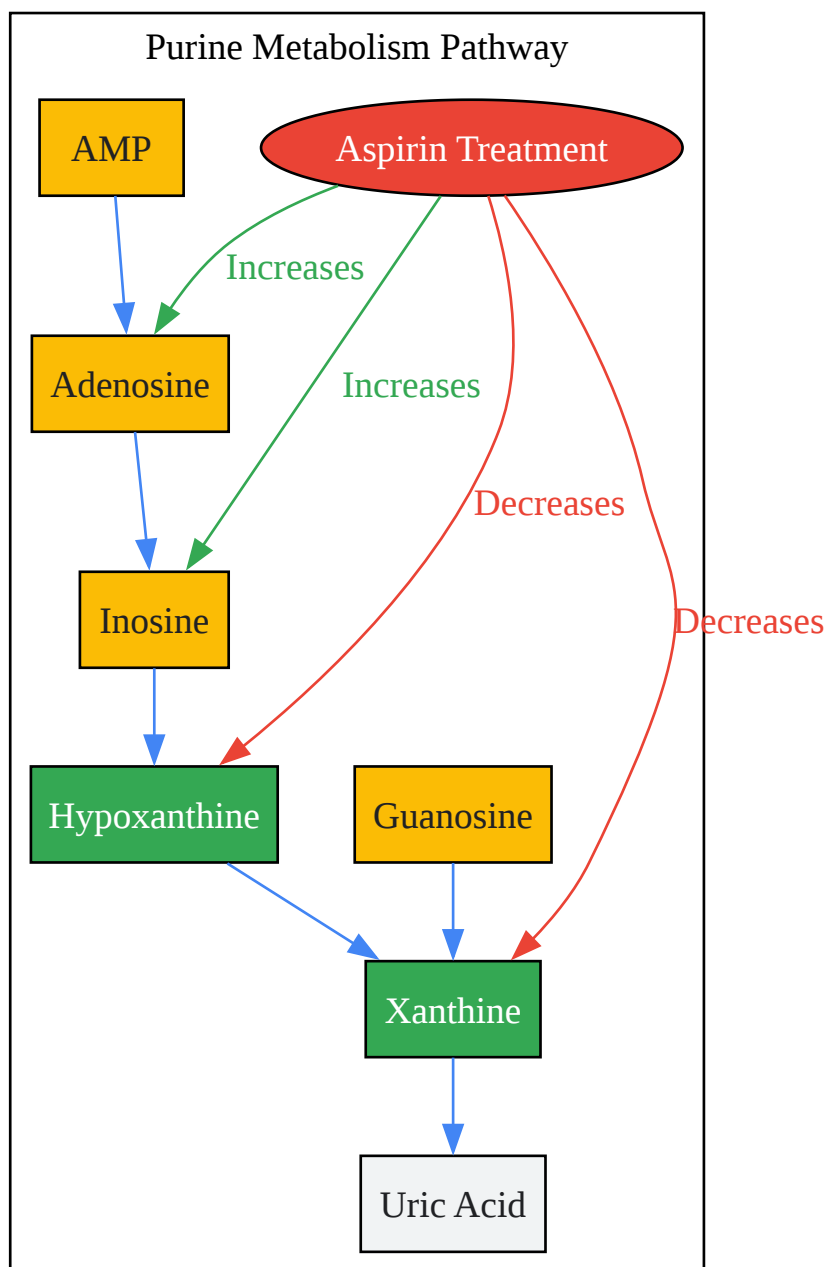 Purine Metabolism Pathway
AMP
Aspirin Treatment
Increases
Adenosine
Increases
Decreases
Inosine
Decreases
Hypoxanthine
Guanosine
Xanthine
Uric Acid